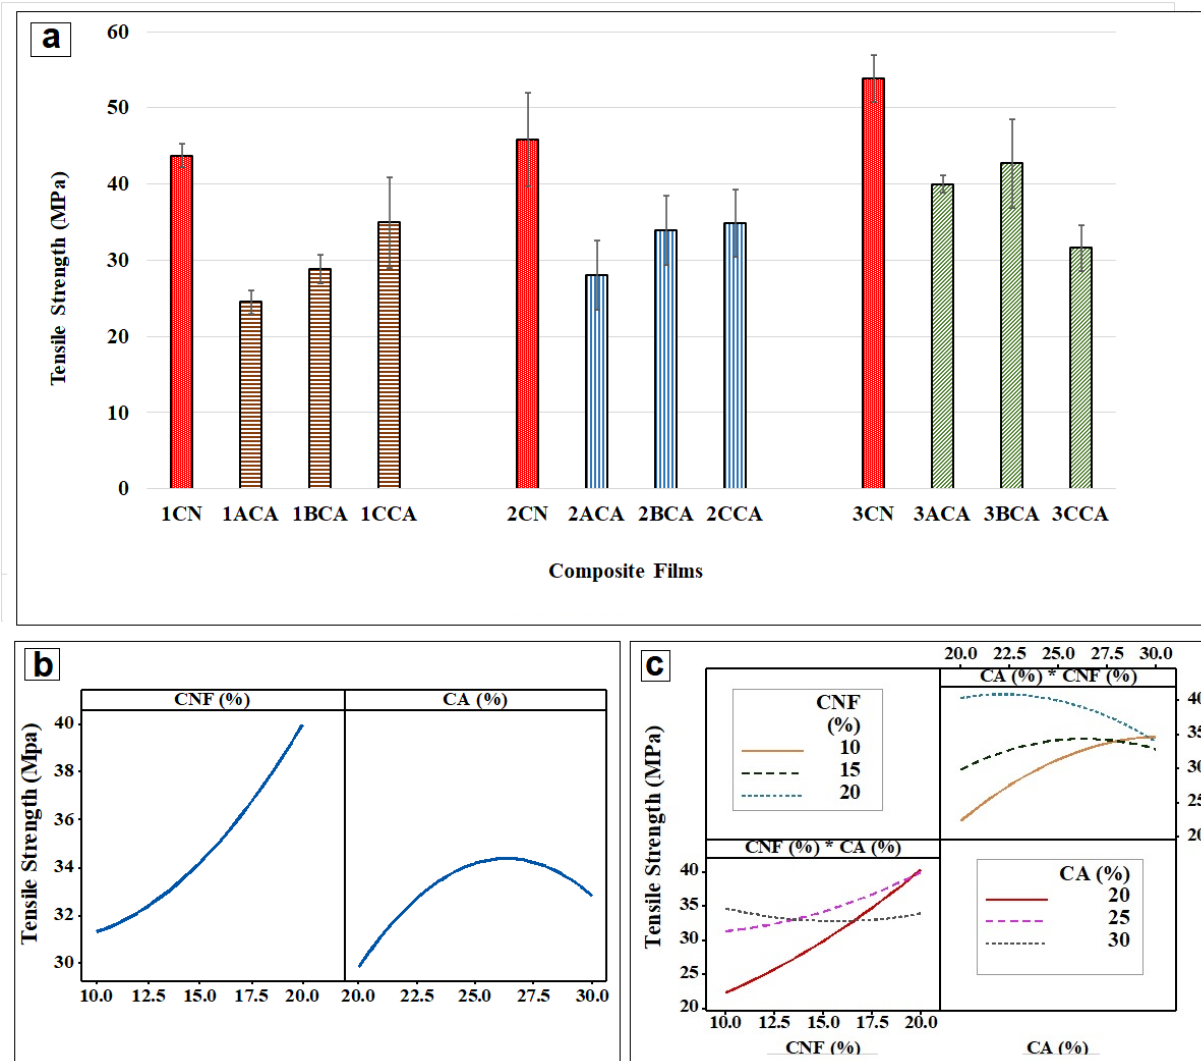 a
60
50
40
30
20
10
0
Tensile Strength (MPa)
1CN 1ACA 1BCA 1CCA 2CN 2ACA 2BCA 2CCA 3CN 3ACA 3BCA 3CCA
Composite Films
b
CNF (%) CA (%)
40
38
36
34
32
30
Tensile Strength (Mpa)
10.0 12.5 15.0 17.5 20.0 20.0 22.5 25.0 27.5 30.0
c
20.0 22.5 25.0 27.5 30.0
CA (%) * CNF (%)
CNF
(%)
10
15
20
40
35
30
25
20
Tensile Strength (MPa)
CNF (%) * CA (%)
40
35
30
25
20
CA (%)
20
25
30
10.0 12.5 15.0 17.5 20.0
CNF (%) CA (%)